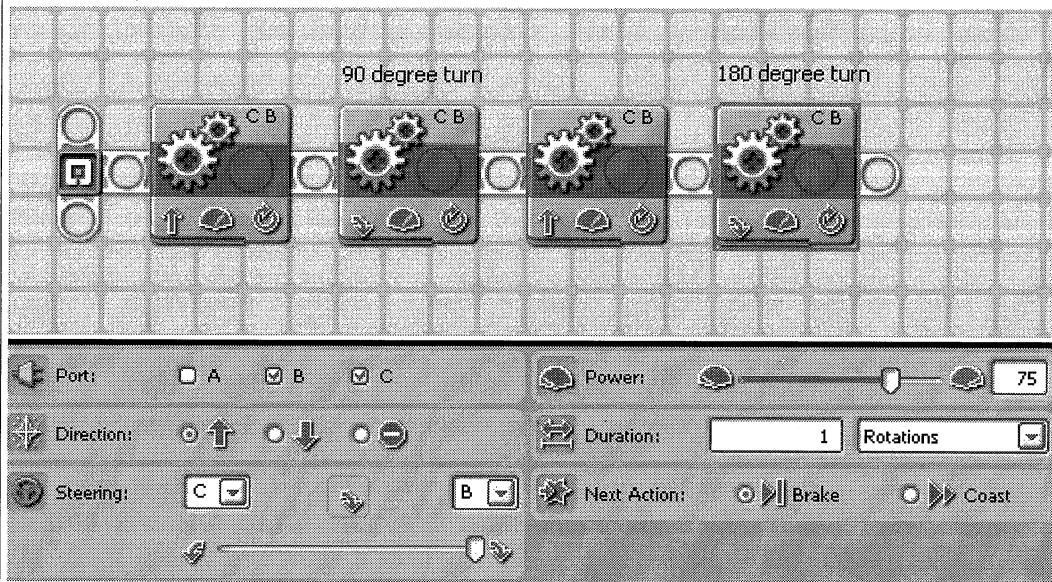 90 degree turn 180 degree turn
C B C B C B C B
Port: A B C Power: 75
Direction: Duration: 1 Rotations
Steering: C B Next Action: Brake Coast